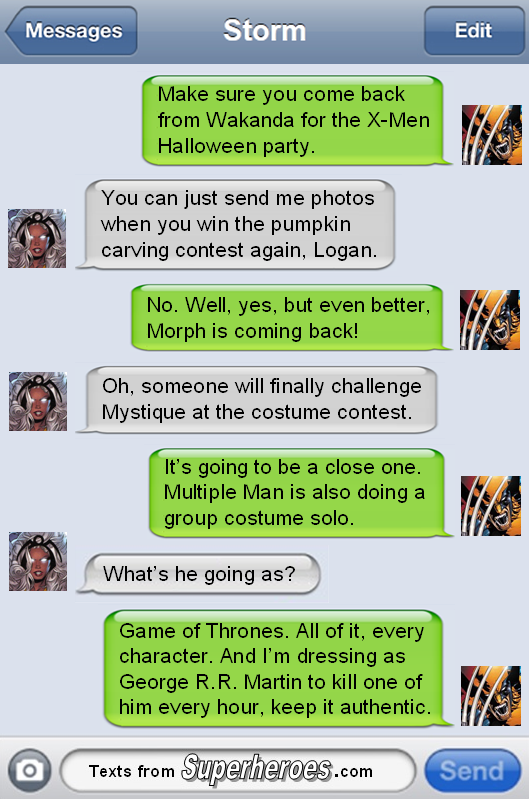 Messages
Storm
Edit
Make sure you come back
from Wakanda for the X-Men
Halloween party.
You can just send me photos
when you win the pumpkin
carving contest again, Logan.
No. Well, yes, but even better,
Morph is coming back!
Oh, someone will finally challenge
Mystique at the costume contest.
It's going to be a close one.
Multiple Man is also doing a
group costume solo.
What's he going as?
Game of Thrones. All of it, every
character. And I'm dressing as
George R.R. Martin to kill one of
him every hour, keep it authentic.
Texts from Superheroes.com
Send